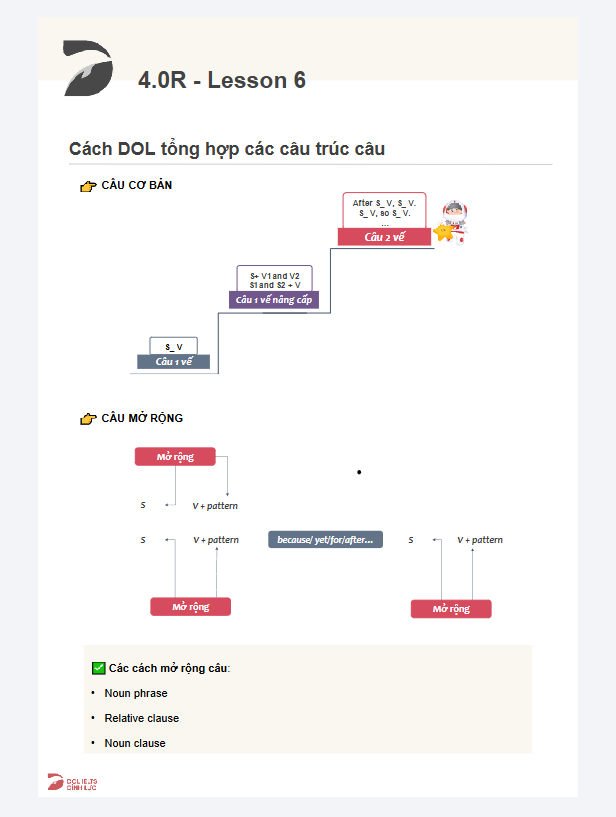 4.0R - Lesson 6
Cách DOL tổng hợp các câu trúc câu
CÂU CƠ BẢN
After S_ V, S_ V.
S_ V, so S_ V.
...
Câu 2 vế
S+ V1 and V2
S1 and S2 + V
Câu 1 vế nâng cấp
S_ V
Câu 1 vế
CÂU MỞ RỘNG
Mở rộng
S V + pattern
S V + pattern because/ yet/for/after... S V + pattern
Mở rộng Mở rộng
Các cách mở rộng câu:
• Noun phrase
• Relative clause
• Noun clause
DOL IELTS
ĐÌNH LỰC